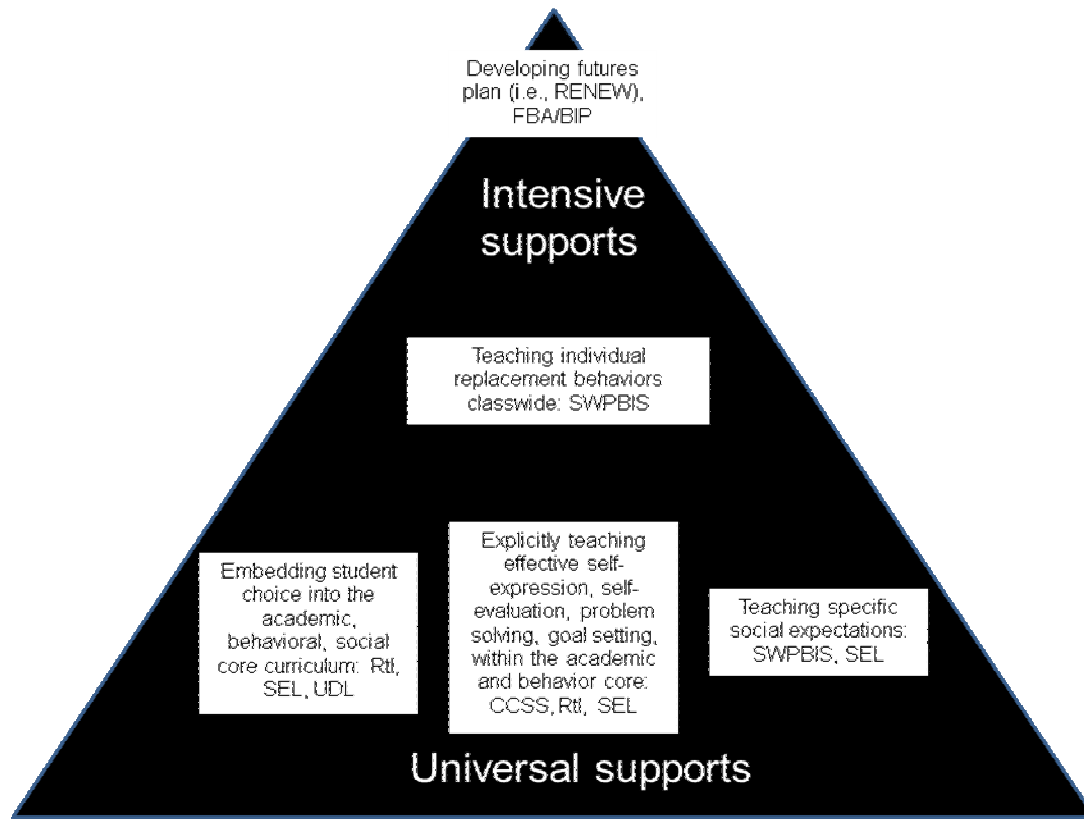 Developing futures
plan (i.e., RENEW),
FBA/BIP
Intensive
supports
Teaching individual
replacement behaviors
classwide: SWPBIS
Embedding student
choice into the
academic,
behavioral, social
core curriculum: RtI,
SEL, UDL
Explicitly teaching
effective self-
expression, self-
evaluation, problem
solving, goal setting,
within the academic
and behavior core:
CCSS, RtI, SEL
Teaching specific
social expectations:
SWPBIS, SEL
Universal supports